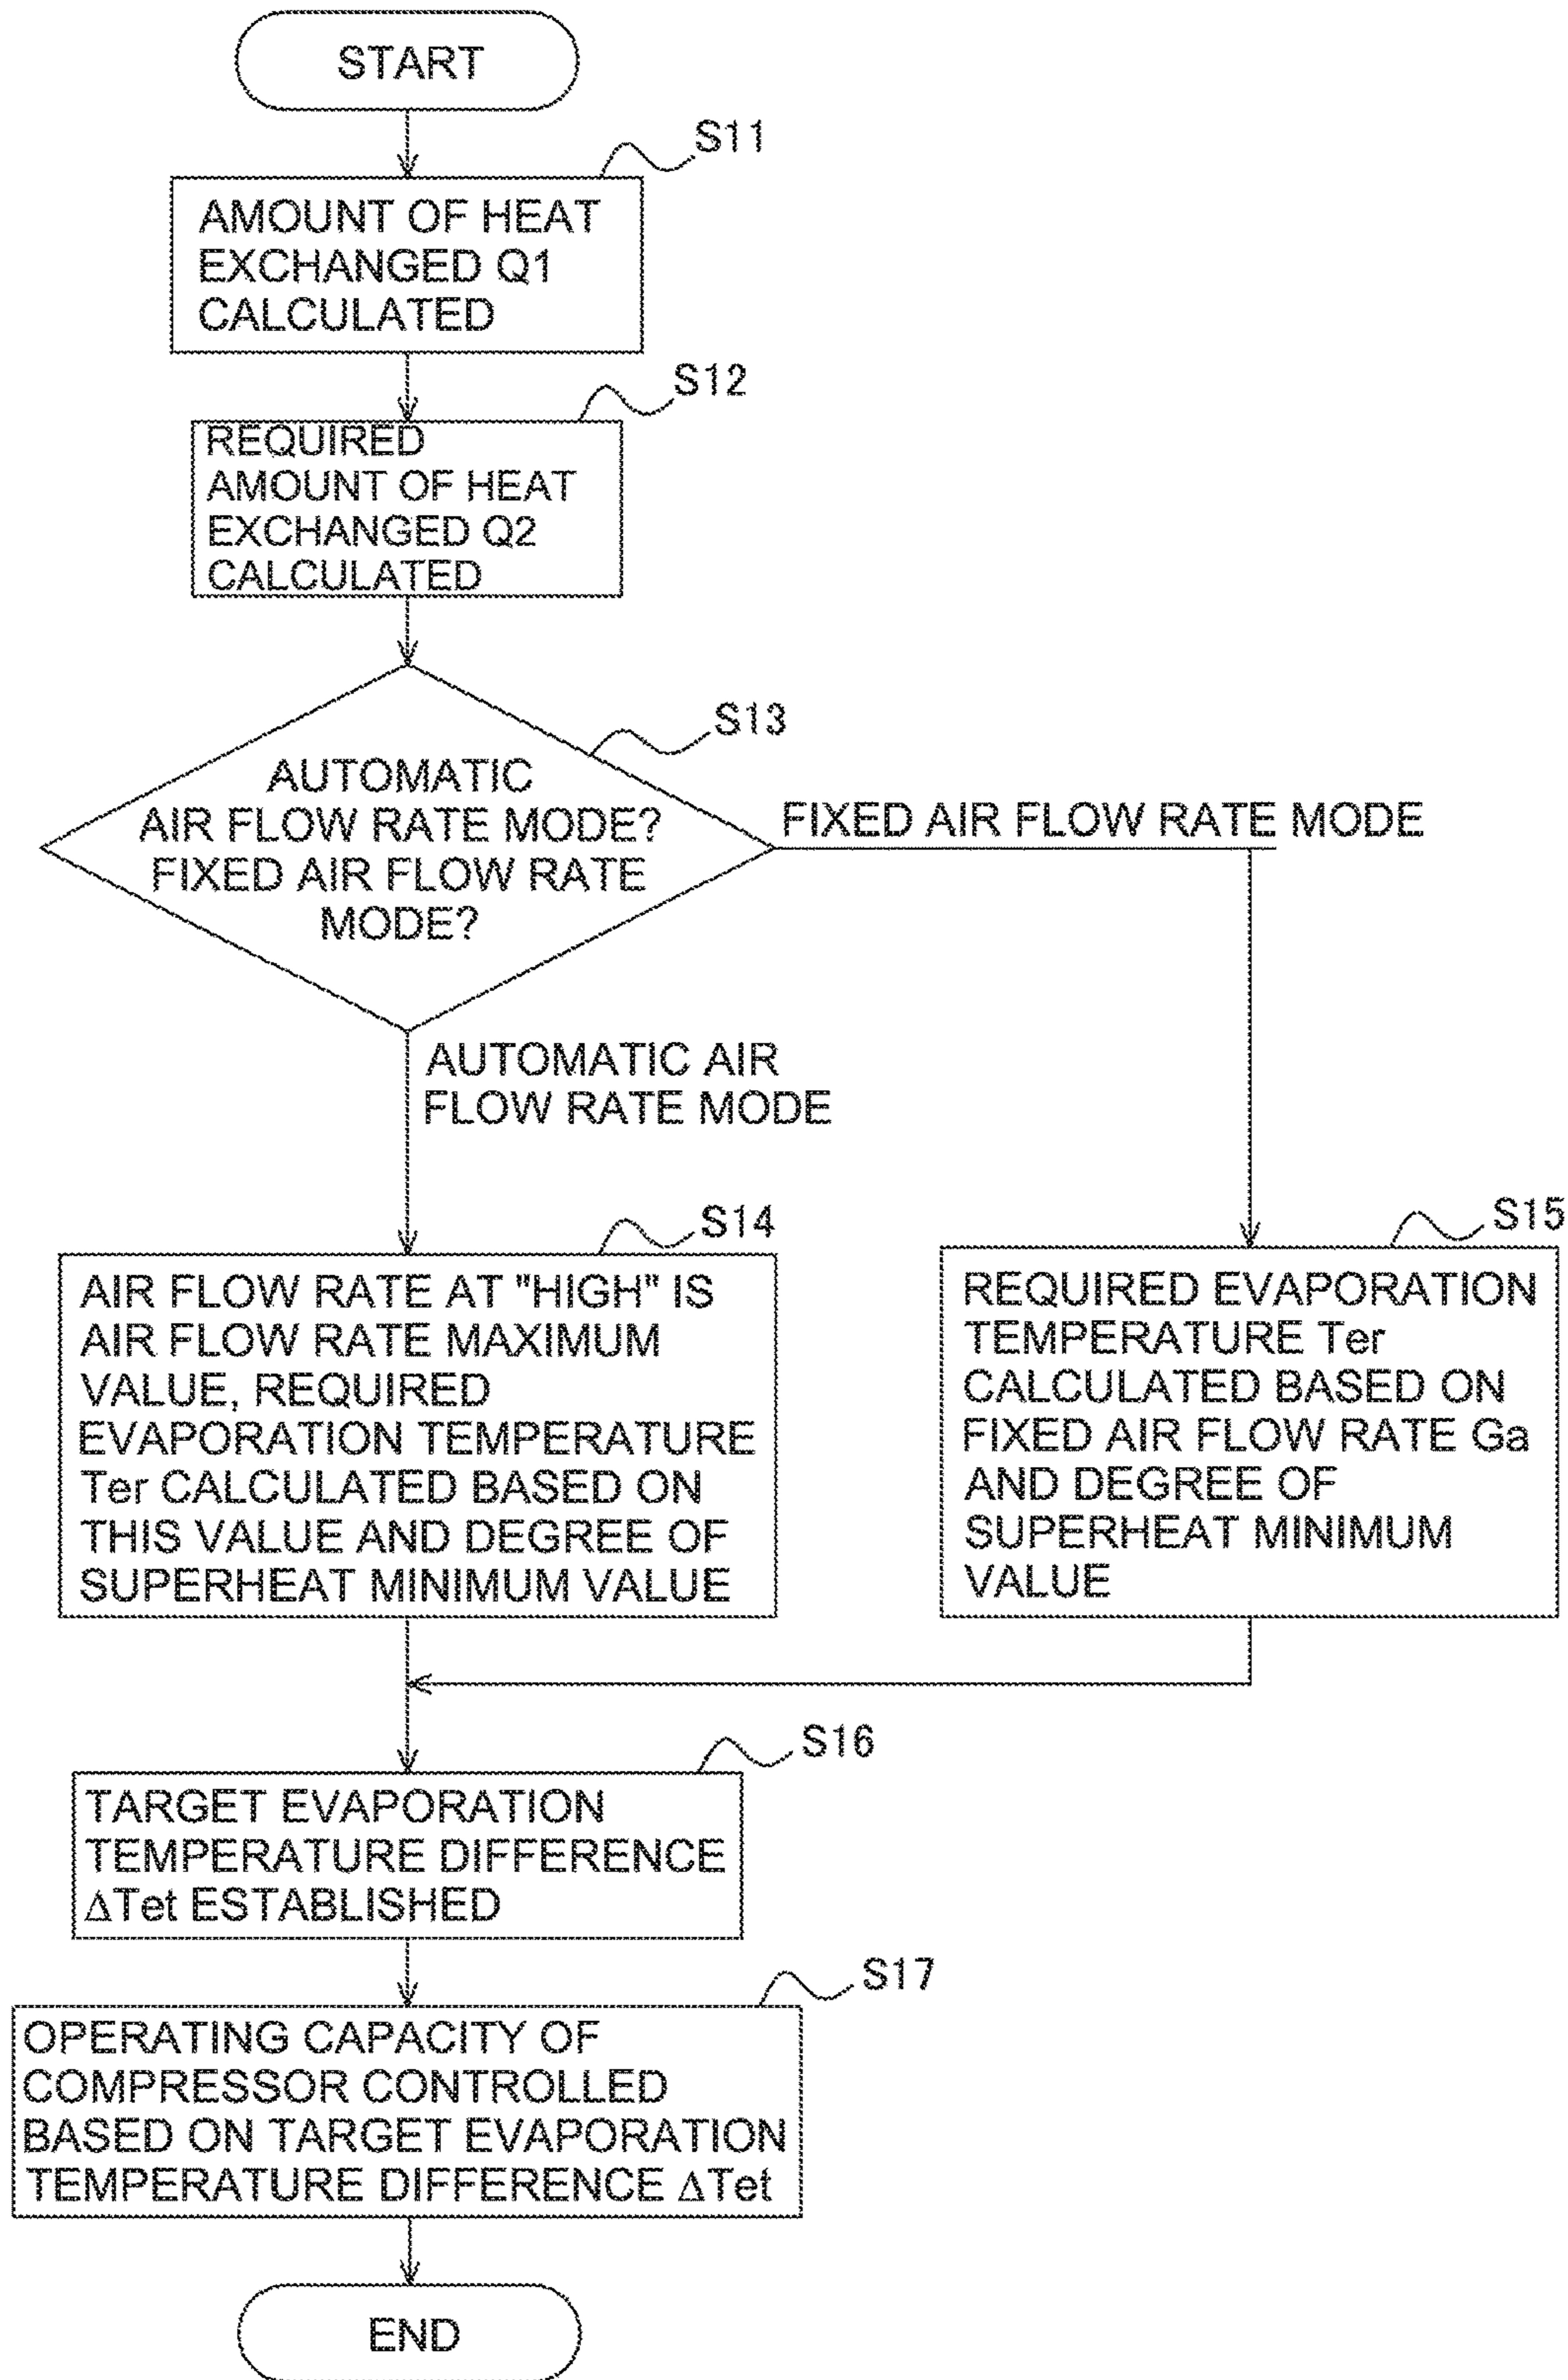 START
S11
AMOUNT OF HEAT
EXCHANGED Q1
CALCULATED
S12
REQUIRED
AMOUNT OF HEAT
EXCHANGED Q2
CALCULATED
S13
AUTOMATIC
AIR FLOW RATE MODE?
FIXED AIR FLOW RATE
MODE?
FIXED AIR FLOW RATE MODE
AUTOMATIC AIR
FLOW RATE MODE
S14
AIR FLOW RATE AT "HIGH" IS
AIR FLOW RATE MAXIMUM
VALUE, REQUIRED
EVAPORATION TEMPERATURE
Ter CALCULATED BASED ON
THIS VALUE AND DEGREE OF
SUPERHEAT MINIMUM VALUE
S15
REQUIRED EVAPORATION
TEMPERATURE Ter
CALCULATED BASED ON
FIXED AIR FLOW RATE Ga
AND DEGREE OF
SUPERHEAT MINIMUM
VALUE
S16
TARGET EVAPORATION
TEMPERATURE DIFFERENCE
ΔTet ESTABLISHED
S17
OPERATING CAPACITY OF
COMPRESSOR CONTROLLED
BASED ON TARGET EVAPORATION
TEMPERATURE DIFFERENCE ΔTet
END